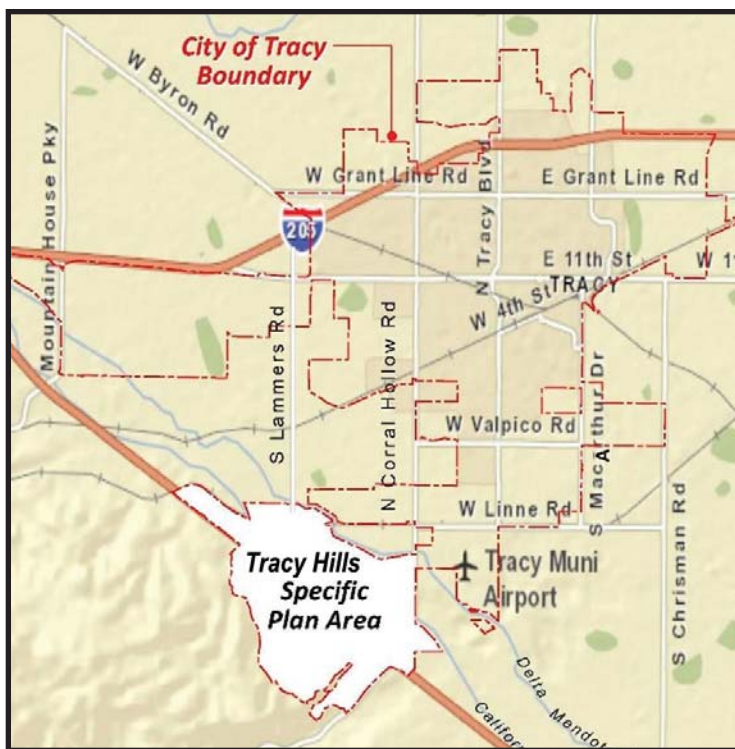 City of Tracy
Boundary
W Byron Rd
Mountain House Pky
W Grant Line Rd
E Grant Line Rd
N Tracy Blvd
205
E 11th St
W 1
TRACY
W 4th St
S Lammers Rd
N Corral Hollow Rd
S MacArthur Dr
A
W Valpico Rd
W Linne Rd
S Chrisman Rd
Tracy Hills
Specific
Plan Area
Tracy Muni
Airport
Delta Mendot
Califor